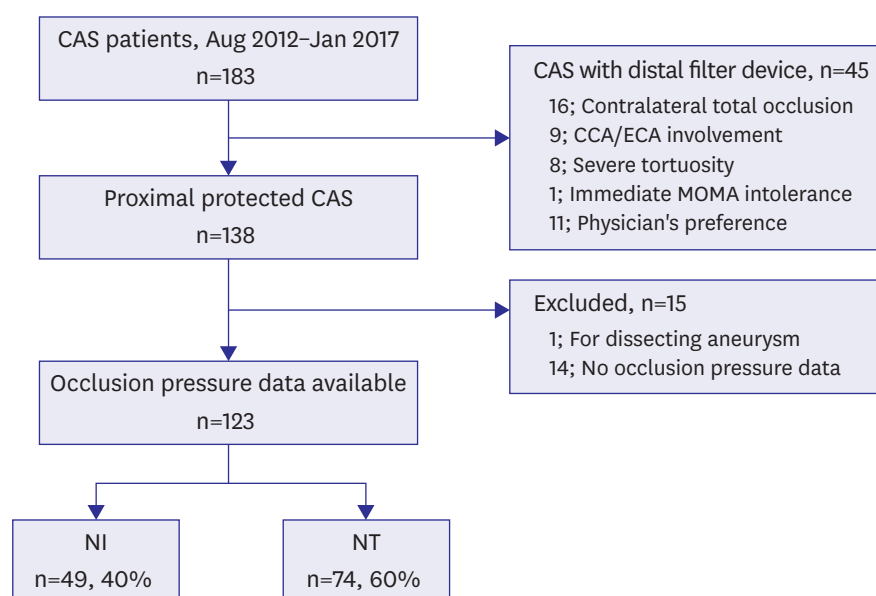 CAS patients, Aug 2012–Jan 2017
n=183
CAS with distal filter device, n=45
16; Contralateral total occlusion
9; CCA/ECA involvement
8; Severe tortuosity
1; Immediate MOMA intolerance
11; Physician's preference
Proximal protected CAS
n=138
Excluded, n=15
1; For dissecting aneurysm
14; No occlusion pressure data
Occlusion pressure data available
n=123
NI
n=49, 40%
NT
n=74, 60%